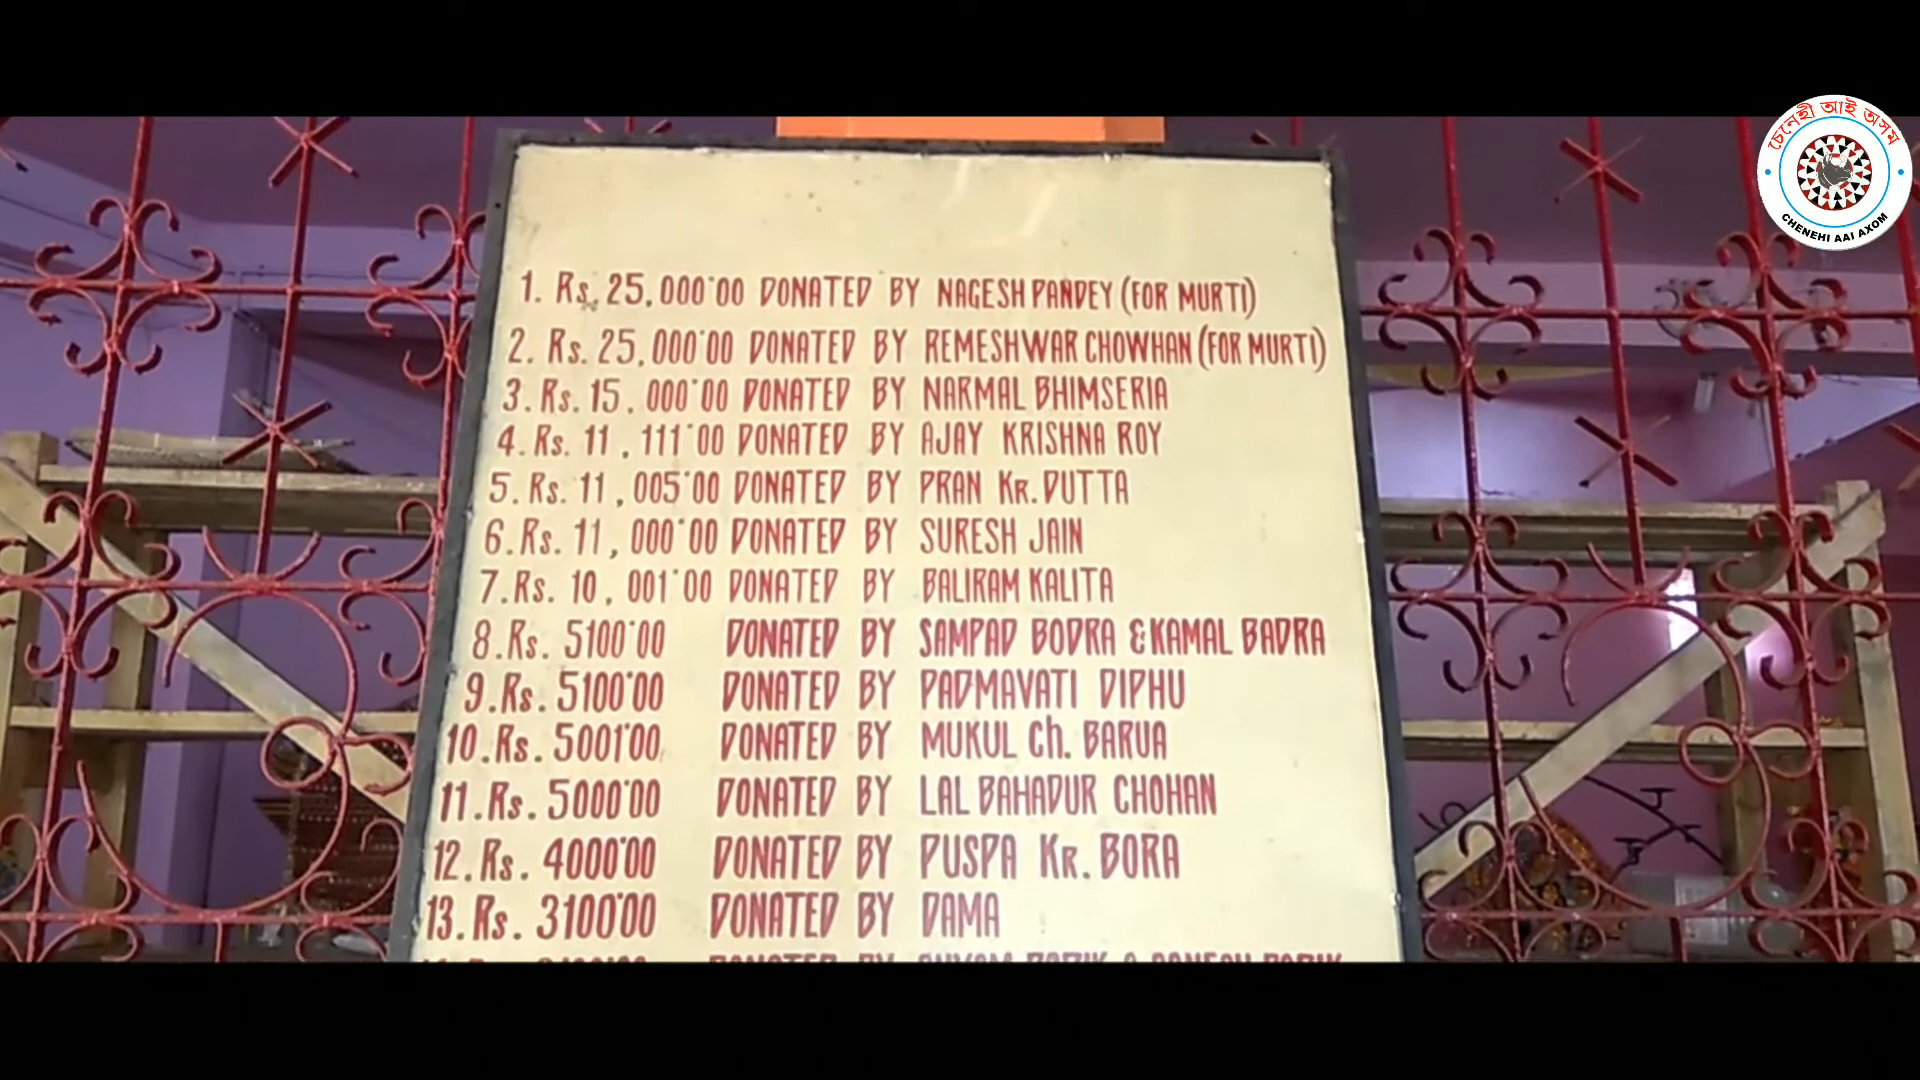 চেনেহী আই অসম
CHENEHI AAI AXOM
1. Rs. 25,000.00 DONATED BY NAGESH PANDEY (FOR MURTI)
2. Rs. 25,000.00 DONATED BY REMESHWAR CHOWHAN (FOR MURTI)
3. Rs. 15.000.00 DONATED BY NARMAL BHIMSERIA
4. Rs. 11,111.00 DONATED BY AJAY KRISHNA ROY
5. Rs. 11,005.00 DONATED BY PRAN Kr. DUTTA
6. Rs. 11,000.00 DONATED BY SURESH JAIN
7. Rs. 10,001.00 DONATED BY BALIRAM KALITA
8. Rs. 5100.00 DONATED BY SAMPAD BODRA & KAMAL BADRA
9. Rs. 5100.00 DONATED BY PADMAVATI DIPHU
10. Rs. 5001.00 DONATED BY MUKUL Ch. BARUA
11. Rs. 5000.00 DONATED BY LAL BAHADUR CHOHAN
12. Rs. 4000.00 DONATED BY PUSPA Kr. BORA
13. Rs. 3100.00 DONATED BY DAMA